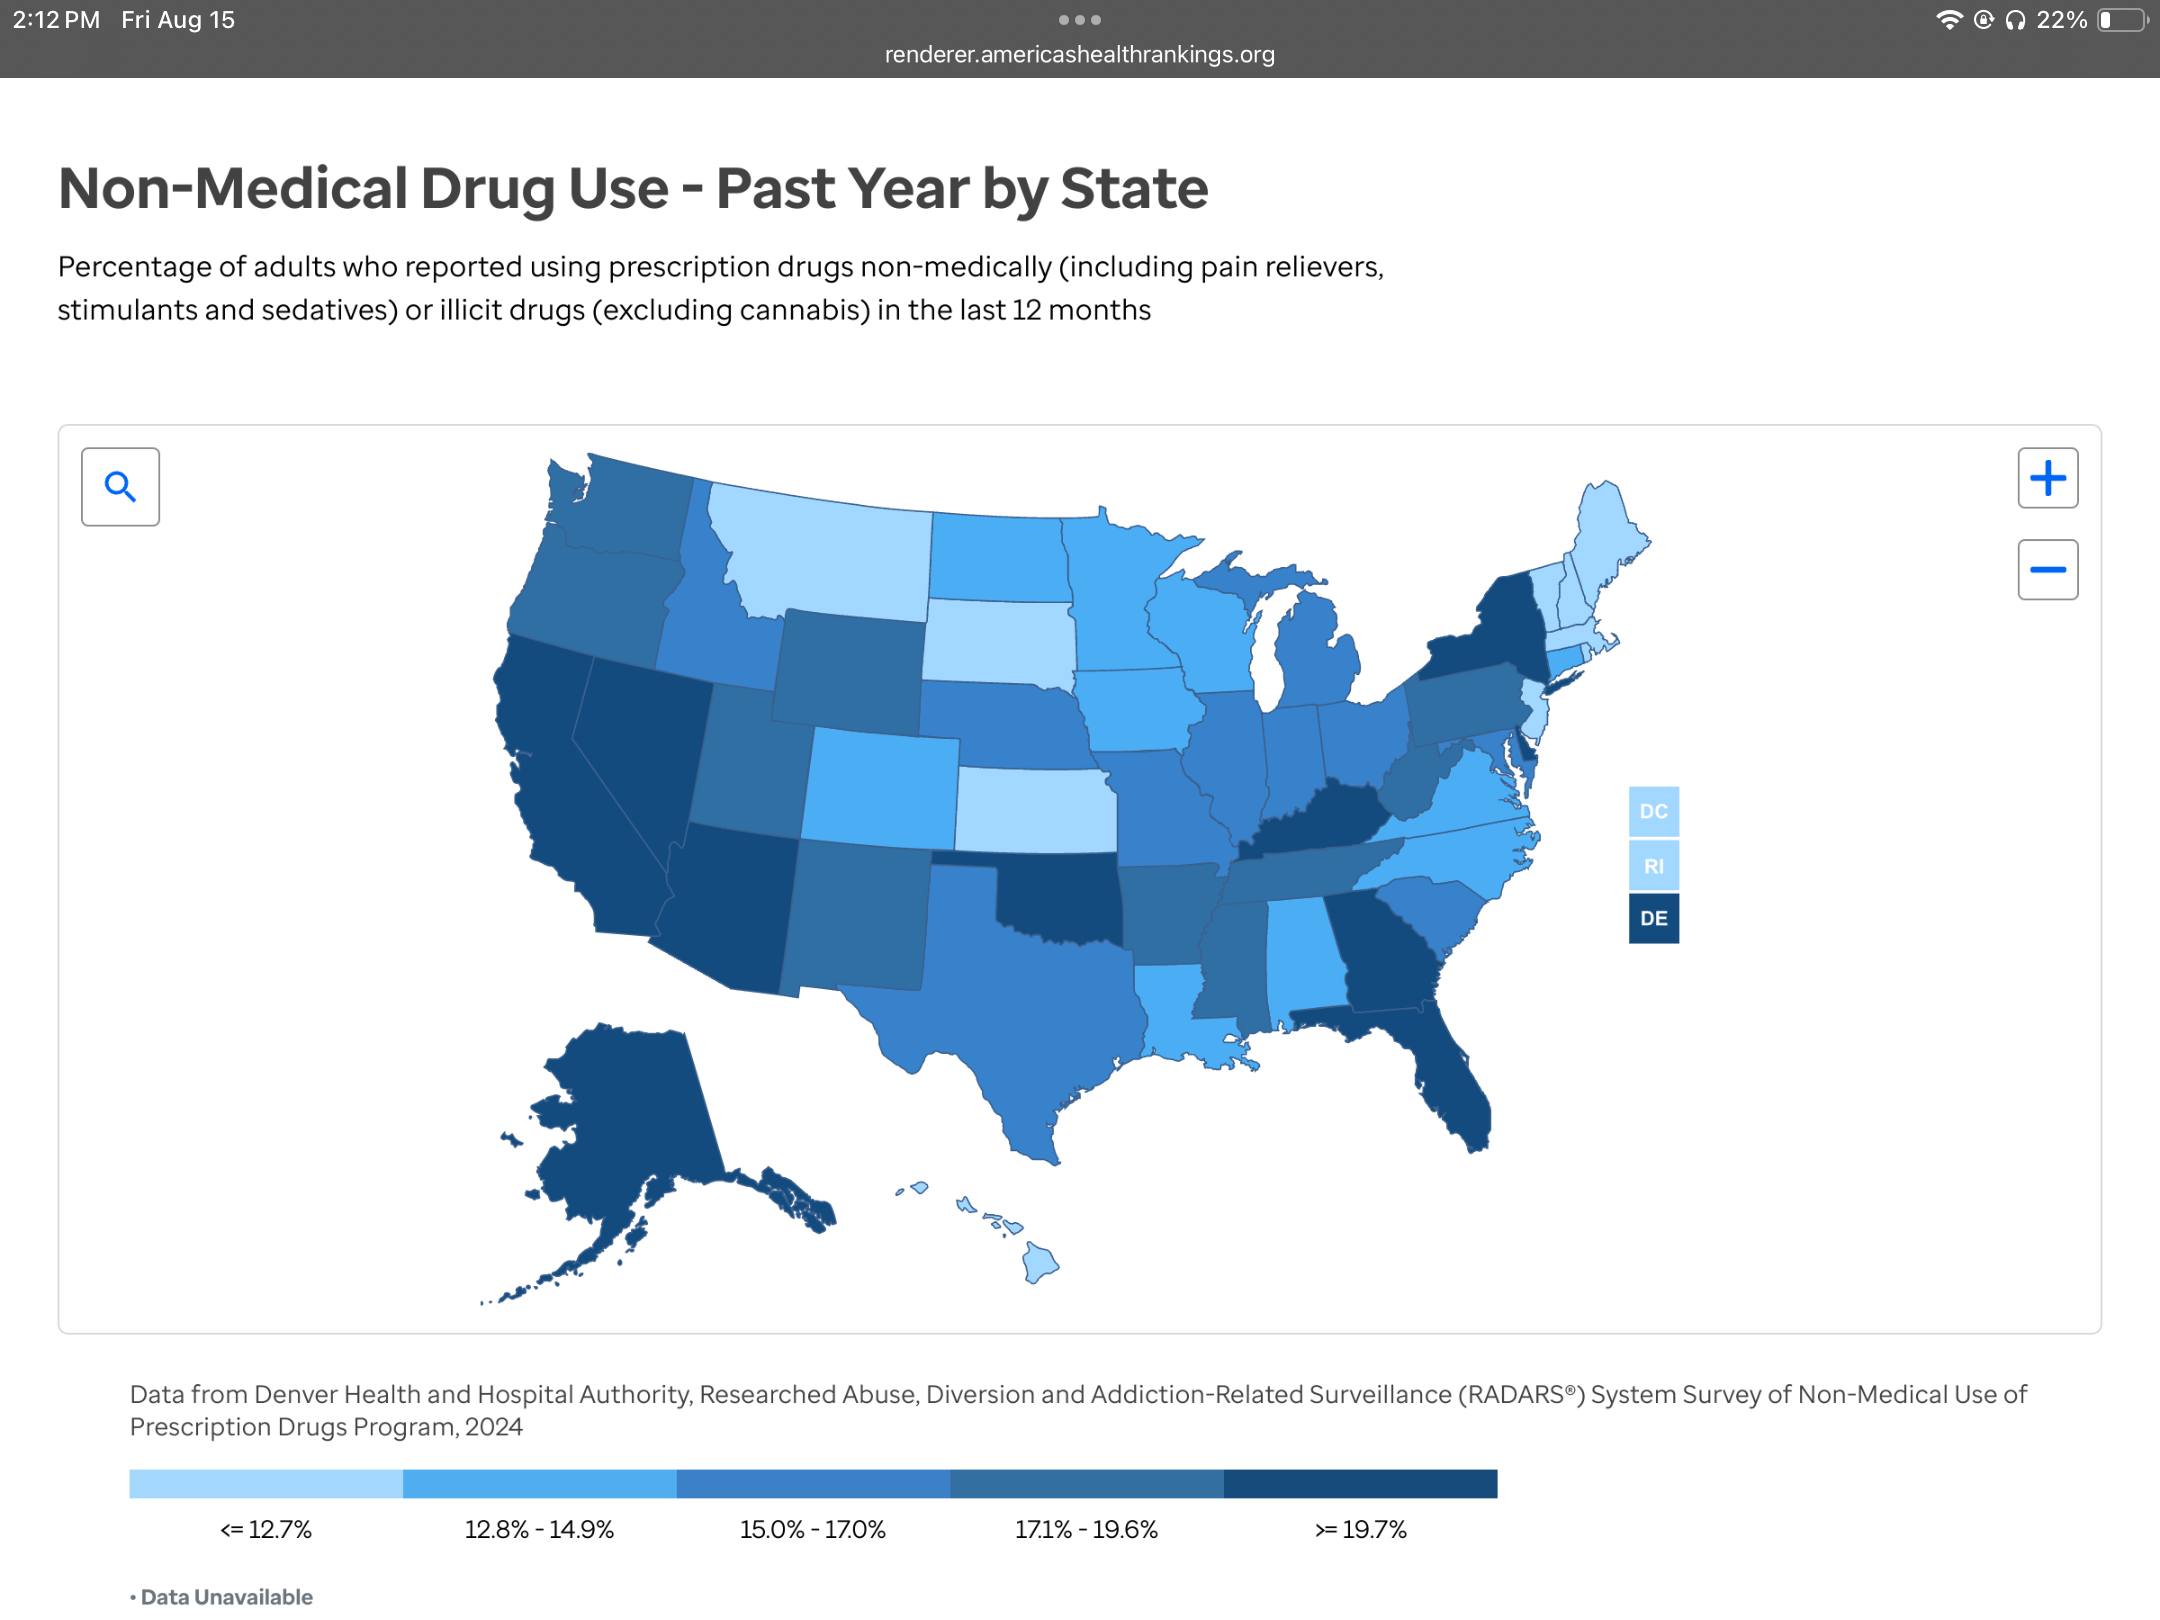 2:12 PM Fri Aug 15
22%
renderer.americashealthrankings.org
Non-Medical Drug Use - Past Year by State
Percentage of adults who reported using prescription drugs non-medically (including pain relievers,
stimulants and sedatives) or illicit drugs (excluding cannabis) in the last 12 months
DC
RI
DE
Data from Denver Health and Hospital Authority, Researched Abuse, Diversion and Addiction-Related Surveillance (RADARS®) System Survey of Non-Medical Use of
Prescription Drugs Program, 2024
<= 12.7% 12.8% - 14.9% 15.0% - 17.0% 17.1% - 19.6% >= 19.7%
• Data Unavailable